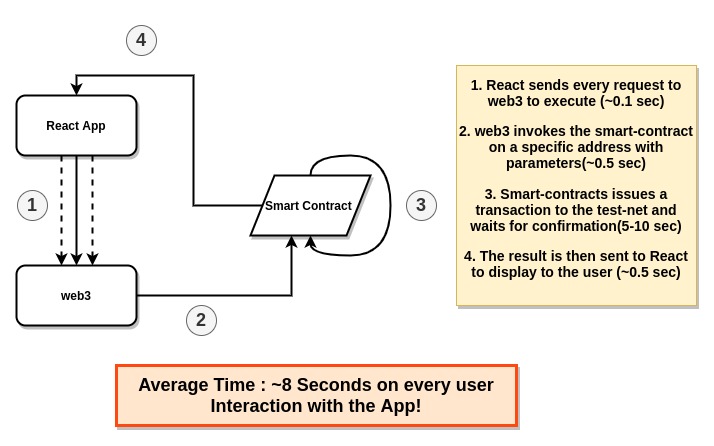 4
React App
1
web3
2
Smart Contract
3
1. React sends every request to
web3 to execute (~0.1 sec)
2. web3 invokes the smart-contract
on a specific address with
parameters(~0.5 sec)
3. Smart-contracts issues a
transaction to the test-net and
waits for confirmation(5-10 sec)
4. The result is then sent to React
to display to the user (~0.5 sec)
Average Time : ~8 Seconds on every user
Interaction with the App!